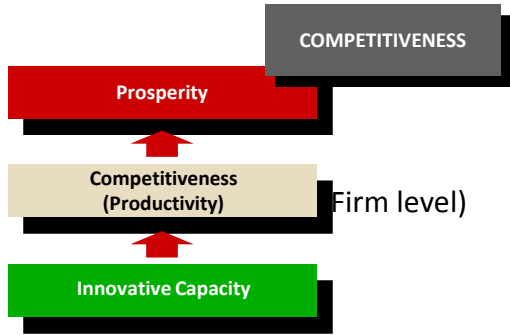 COMPETITIVENESS
Prosperity
Competitiveness
(Productivity)
Firm level)
Innovative Capacity